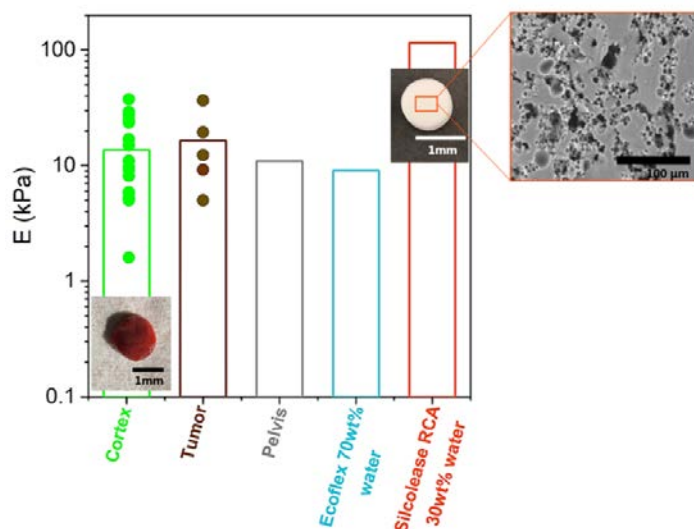 E (kPa)
100
10
1
0.1
1mm
1mm
100 µm
Cortex
Tumor
Pelvis
Ecoflex 70wt%
water
Silcolease RCA
30wt% water